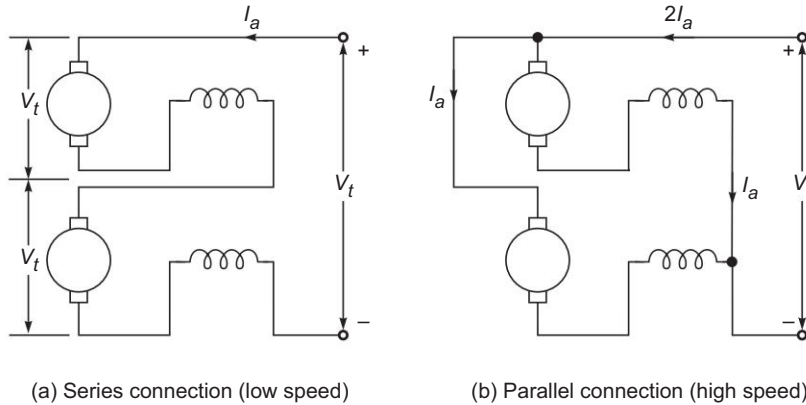 I_a
+
V_t
V_t
V_t
–
(a) Series connection (low speed)
2I_a
+
I_a
V
I_a
–
(b) Parallel connection (high speed)